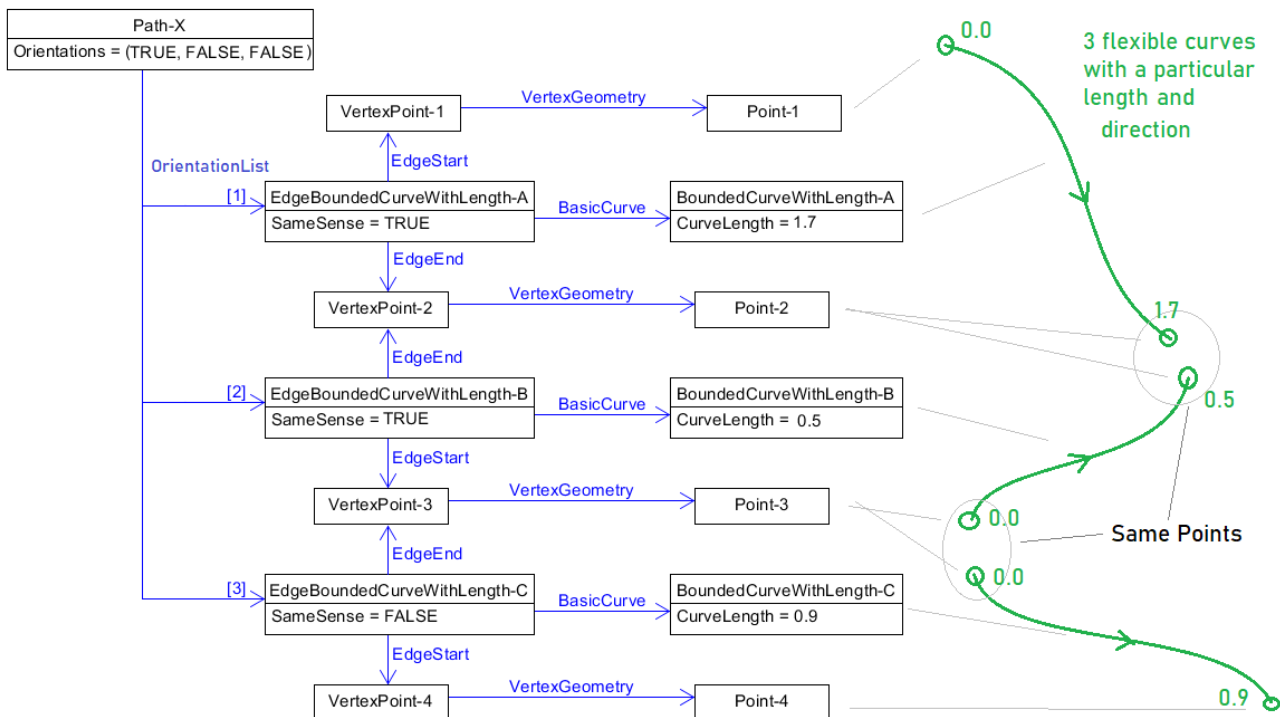 Path-X
Orientations = (TRUE, FALSE, FALSE)
0.0
3 flexible curves
with a particular
length and
direction
VertexPoint-1
VertexGeometry
Point-1
EdgeStart
OrientationList
[1]
EdgeBoundedCurveWithLength-A
SameSense = TRUE
BasicCurve
BoundedCurveWithLength-A
CurveLength = 1.7
EdgeEnd
VertexPoint-2
VertexGeometry
Point-2
1.7
EdgeEnd
[2]
EdgeBoundedCurveWithLength-B
SameSense = TRUE
BasicCurve
BoundedCurveWithLength-B
CurveLength = 0.5
0.5
EdgeStart
VertexPoint-3
VertexGeometry
Point-3
0.0
Same Points
EdgeEnd
0.0
[3]
EdgeBoundedCurveWithLength-C
SameSense = FALSE
BasicCurve
BoundedCurveWithLength-C
CurveLength = 0.9
EdgeStart
VertexPoint-4
VertexGeometry
Point-4
0.9